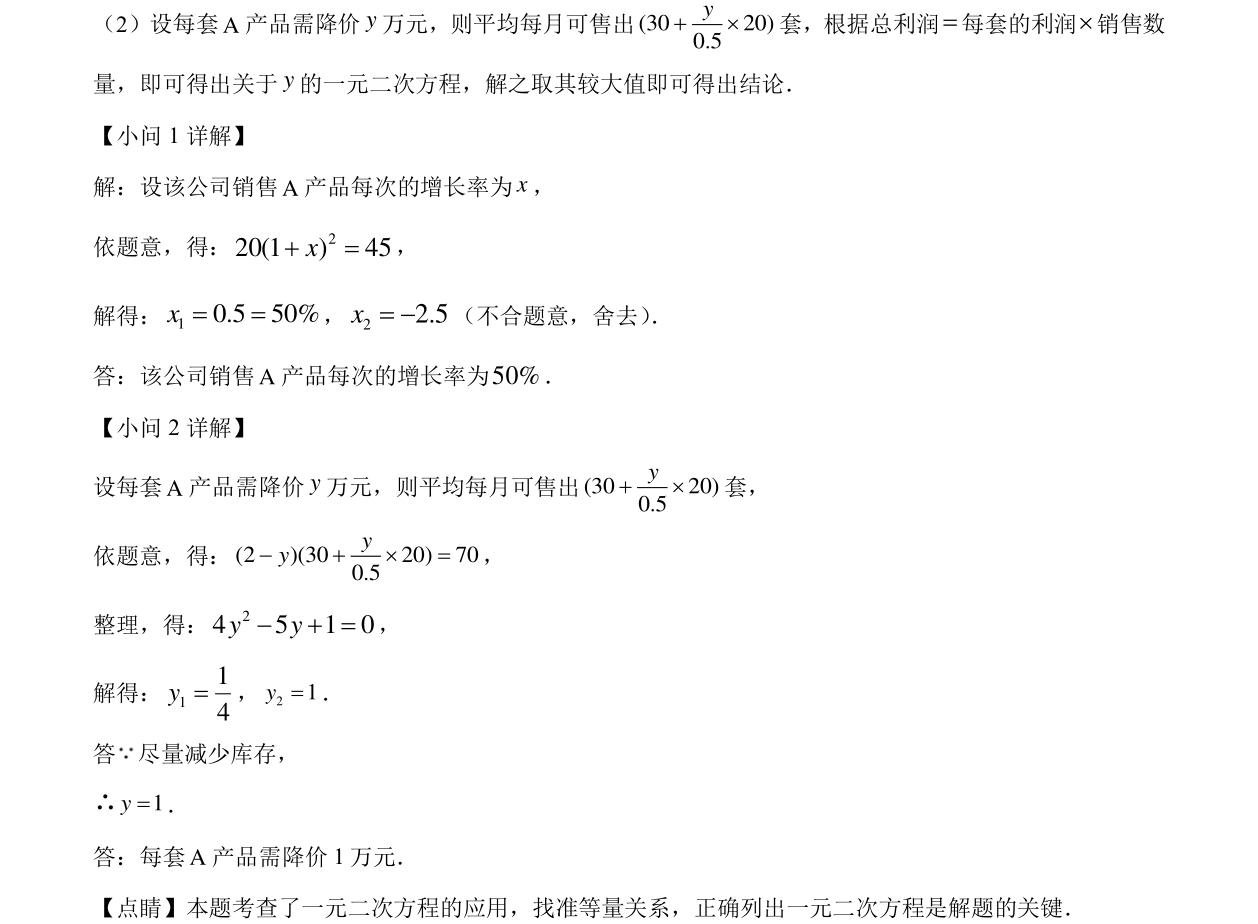 （2）设每套 A 产品需降价 y 万元，则平均每月可售出 (30 + y/0.5 × 20) 套，根据总利润＝每套的利润×销售数
量，即可得出关于 y 的一元二次方程，解之取其较大值即可得出结论．
【小问 1 详解】
解：设该公司销售 A 产品每次的增长率为 x，
依题意，得：20(1+x)² = 45，
解得：x₁ = 0.5 = 50%，x₂ = −2.5（不合题意，舍去）．
答：该公司销售 A 产品每次的增长率为50%．
【小问 2 详解】
设每套 A 产品需降价 y 万元，则平均每月可售出 (30 + y/0.5 × 20) 套，
依题意，得：(2 − y)(30 + y/0.5 × 20) = 70，
整理，得：4y² − 5y + 1 = 0，
解得：y₁ = 1/4，y₂ = 1．
答∵尽量减少库存，
∴ y = 1．
答：每套 A 产品需降价 1 万元．
【点睛】本题考查了一元二次方程的应用，找准等量关系，正确列出一元二次方程是解题的关键．